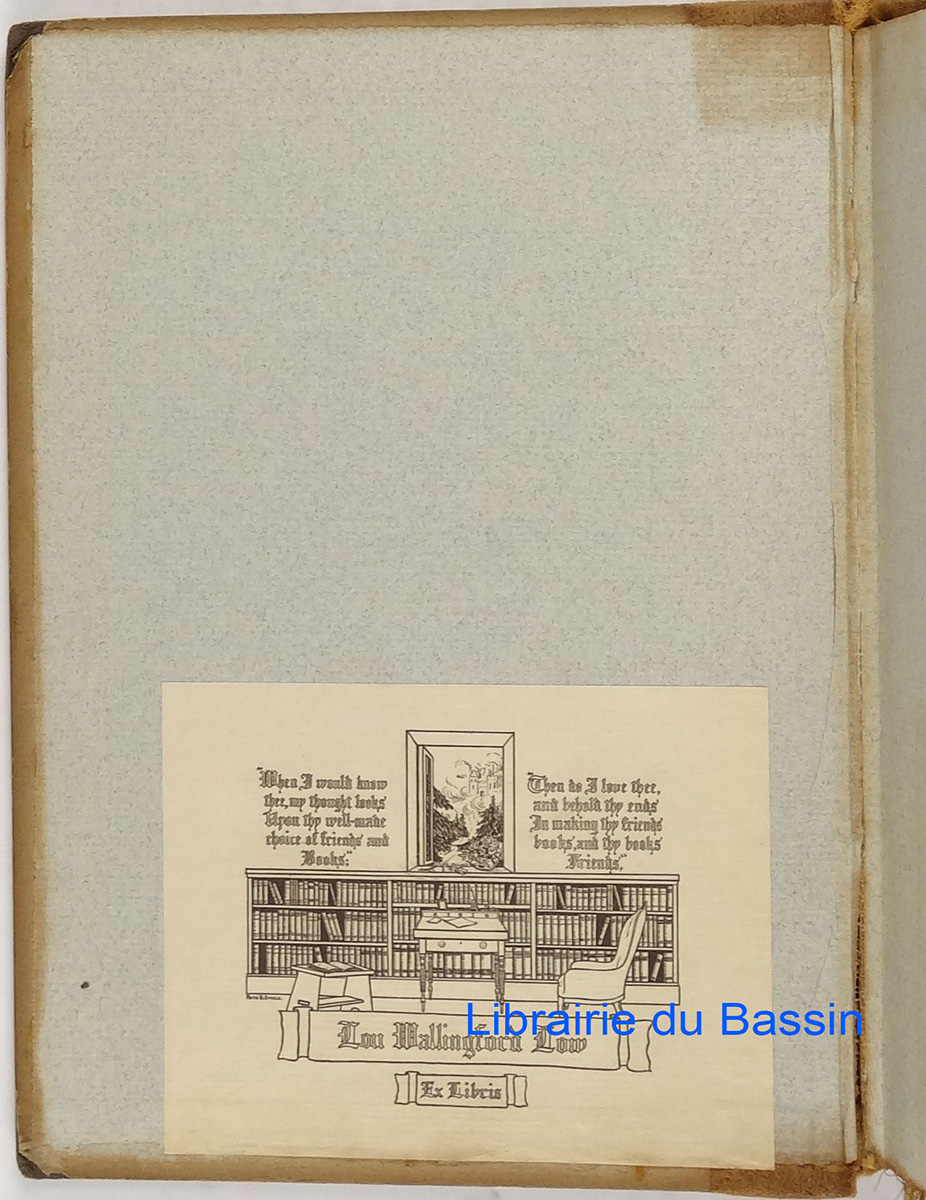 "When I would know
thee, my thought looks
Upon thy well-made
choice of friends and
Books;"
"Then do I love thee,
and behold thy ends
In making thy friends
books, and thy books
Friends."
Lou Wallingford Low
Ex Libris
Librairie du Bassin